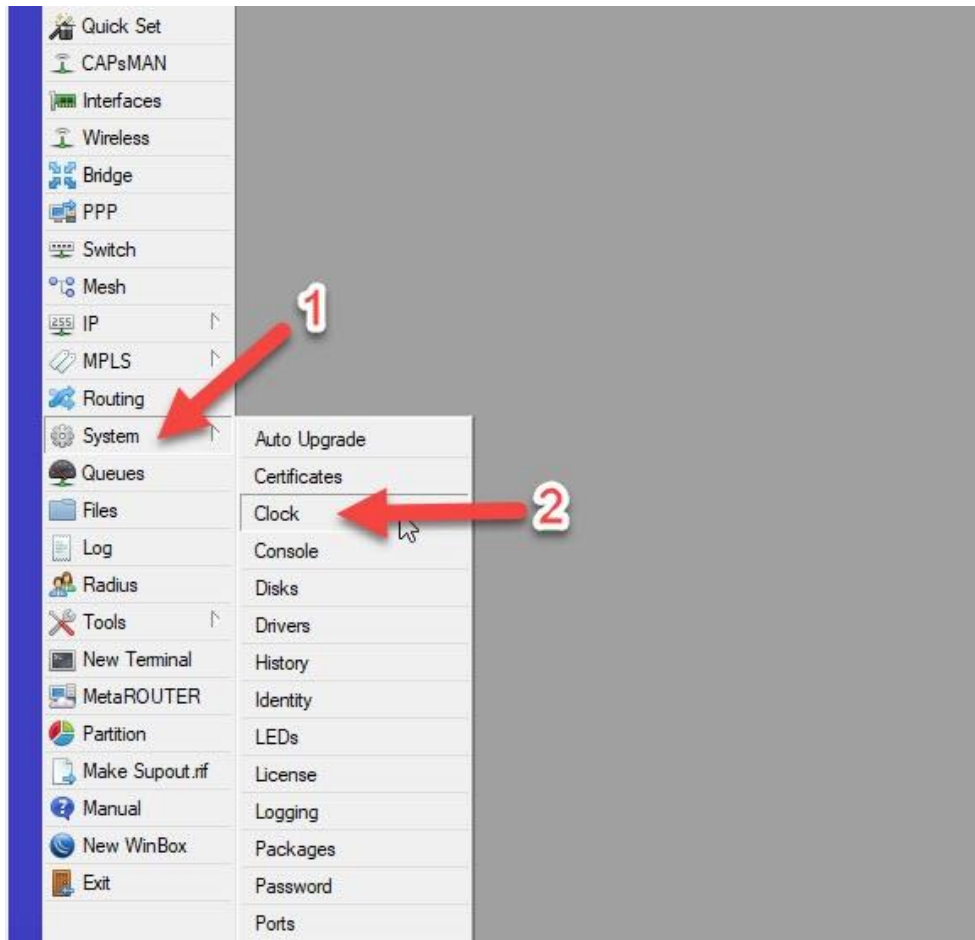 Quick Set
CAPsMAN
Interfaces
Wireless
Bridge
PPP
Switch
Mesh
255 IP
MPLS
Routing
System
Queues
Files
Log
Radius
Tools
New Terminal
MetaROUTER
Partition
Make Supout.rif
Manual
New WinBox
Exit
1
Auto Upgrade
Certificates
Clock
2
Console
Disks
Drivers
History
Identity
LEDs
License
Logging
Packages
Password
Ports